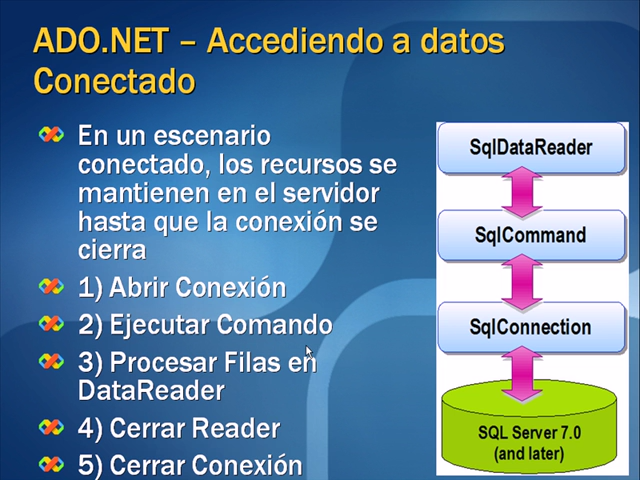 ADO.NET – Accediendo a datos
Conectado
En un escenario
conectado, los recursos se
mantienen en el servidor
hasta que la conexión se
cierra
1) Abrir Conexión
2) Ejecutar Comando
3) Procesar Filas en
DataReader
4) Cerrar Reader
5) Cerrar Conexión
SqlDataReader
SqlCommand
SqlConnection
SQL Server 7.0
(and later)